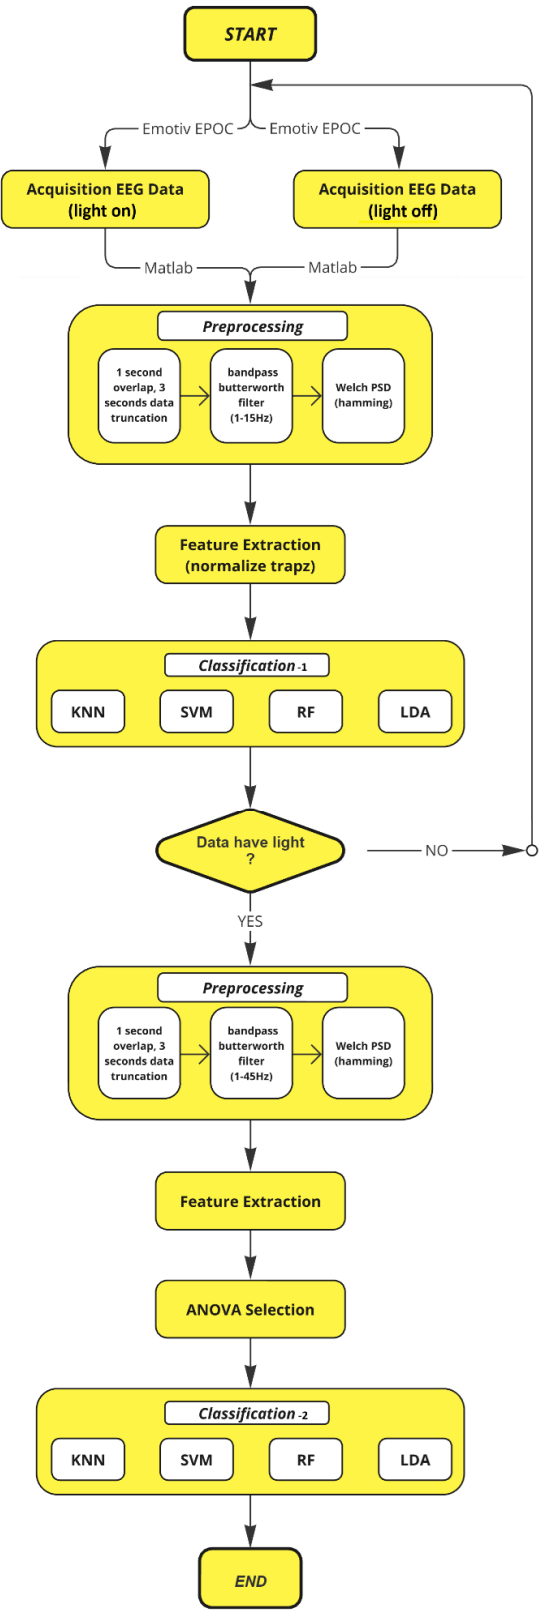 START
Emotiv EPOC
Emotiv EPOC
Acquisition EEG Data
(light on)
Acquisition EEG Data
(light off)
Matlab
Matlab
Preprocessing
1 second
overlap, 3
seconds data
truncation
bandpass
butterworth
filter
(1-15Hz)
Welch PSD
(hamming)
Feature Extraction
(normalize trapz)
Classification -1
KNN
SVM
RF
LDA
Data have light
?
NO
YES
Preprocessing
1 second
overlap, 3
seconds data
truncation
bandpass
butterworth
filter
(1-45Hz)
Welch PSD
(hamming)
Feature Extraction
ANOVA Selection
Classification -2
KNN
SVM
RF
LDA
END